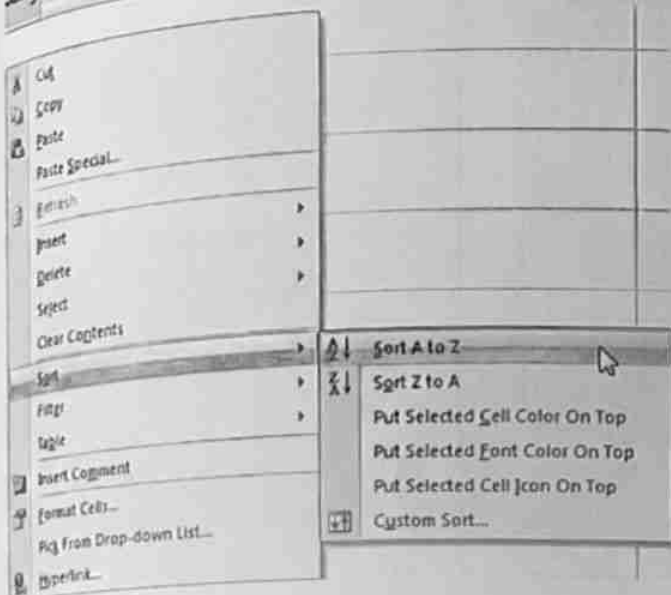 Cut
Copy
Paste
Paste Special...
Refresh
Insert
Delete
Select
Clear Contents
Sort
Filter
Table
Insert Comment
Format Cells...
Pick From Drop-down List...
Hyperlink...
Sort A to Z
Sort Z to A
Put Selected Cell Color On Top
Put Selected Font Color On Top
Put Selected Cell Icon On Top
Custom Sort...